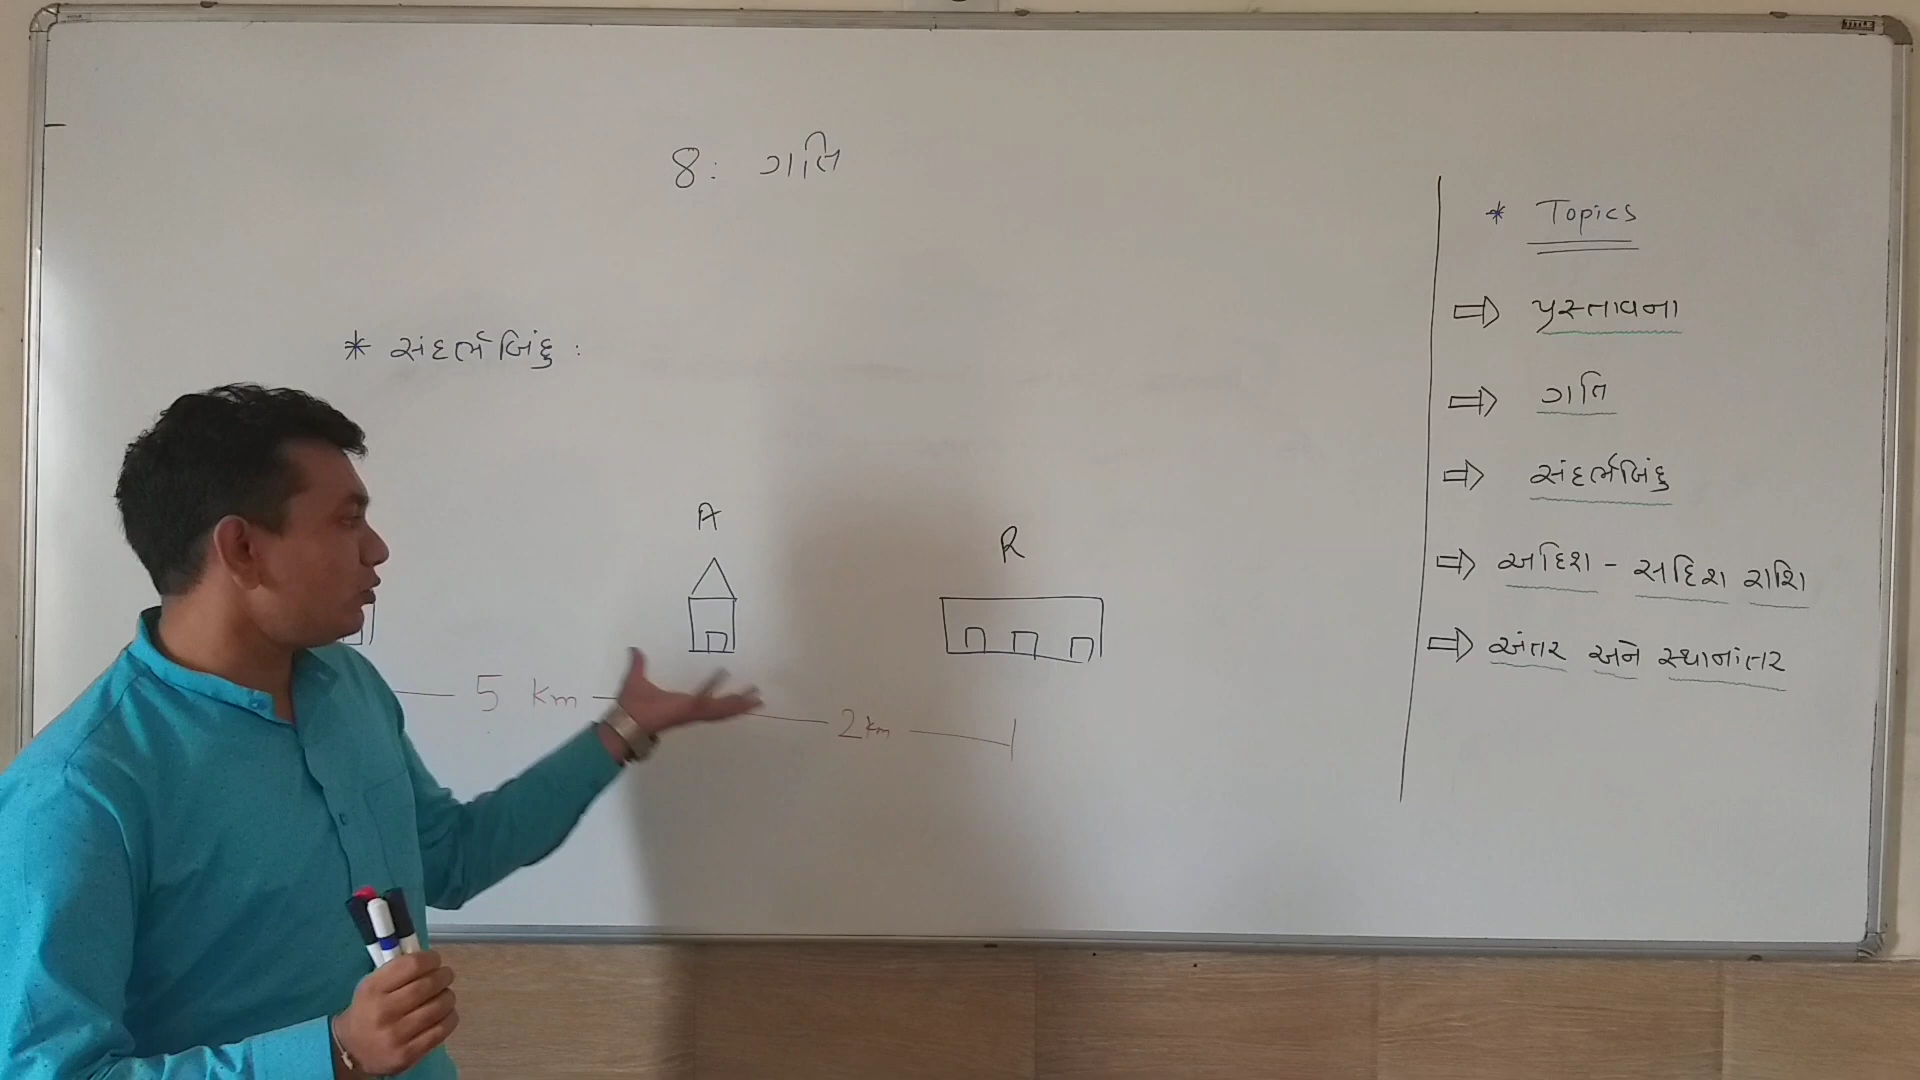 8: ગતિ
* સંદર્ભબિંદુ :
A
R
5 km
2 km
* Topics
⇒ પ્રસ્તાવના
⇒ ગતિ
⇒ સંદર્ભબિંદુ
⇒ અદિશ - સદિશ રાશિ
⇒ અંતર અને સ્થાનાંતર